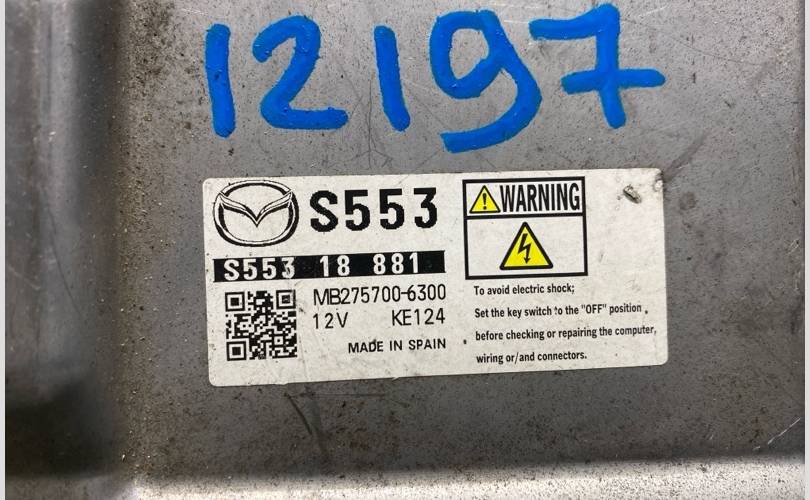 12197
S553
S553 18 881
MB275700-6300
12V KE124
MADE IN SPAIN
WARNING
To avoid electric shock;
Set the key switch to the "OFF" position
before checking or repairing the computer,
wiring or/and connectors.